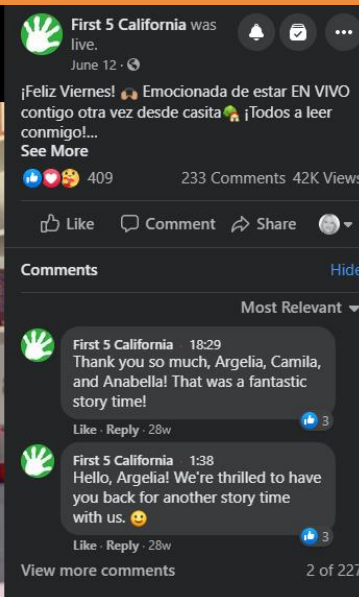 First 5 California was
live.
June 12
¡Feliz Viernes! Emocionada de estar EN VIVO
contigo otra vez desde casita ¡Todos a leer
conmigo!...
See More
409 233 Comments 42K Views
Like Comment Share
Comments Hide
Most Relevant
First 5 California 18:29
Thank you so much, Argelia, Camila,
and Anabella! That was a fantastic
story time!
3
Like · Reply · 28w
First 5 California 1:38
Hello, Argelia! We're thrilled to have
you back for another story time
with us.
3
Like · Reply · 28w
View more comments 2 of 227